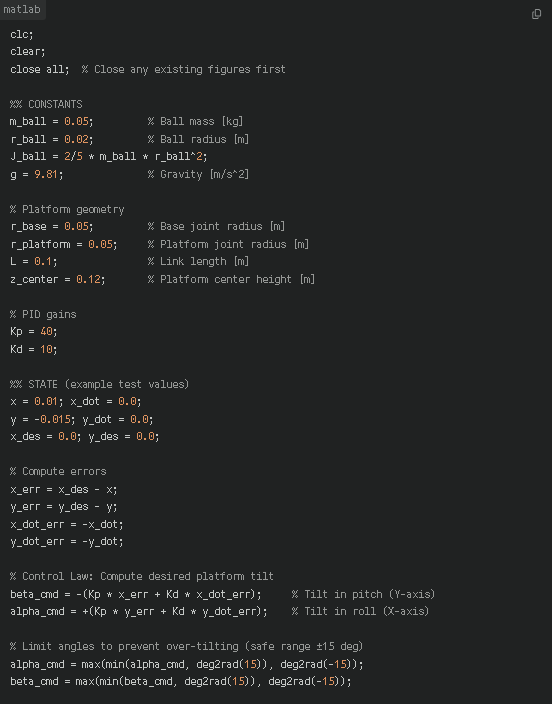 matlab
clc;
clear;
close all;  % Close any existing figures first
%% CONSTANTS
m_ball = 0.05;         % Ball mass [kg]
r_ball = 0.02;         % Ball radius [m]
J_ball = 2/5 * m_ball * r_ball^2;
g = 9.81;              % Gravity [m/s^2]
% Platform geometry
r_base = 0.05;         % Base joint radius [m]
r_platform = 0.05;     % Platform joint radius [m]
L = 0.1;               % Link length [m]
z_center = 0.12;       % Platform center height [m]
% PID gains
Kp = 40;
Kd = 10;
%% STATE (example test values)
x = 0.01; x_dot = 0.0;
y = -0.015; y_dot = 0.0;
x_des = 0.0; y_des = 0.0;
% Compute errors
x_err = x_des - x;
y_err = y_des - y;
x_dot_err = -x_dot;
y_dot_err = -y_dot;
% Control Law: Compute desired platform tilt
beta_cmd = -(Kp * x_err + Kd * x_dot_err);     % Tilt in pitch (Y-axis)
alpha_cmd = +(Kp * y_err + Kd * y_dot_err);    % Tilt in roll (X-axis)
% Limit angles to prevent over-tilting (safe range ±15 deg)
alpha_cmd = max(min(alpha_cmd, deg2rad(15)), deg2rad(-15));
beta_cmd = max(min(beta_cmd, deg2rad(15)), deg2rad(-15));